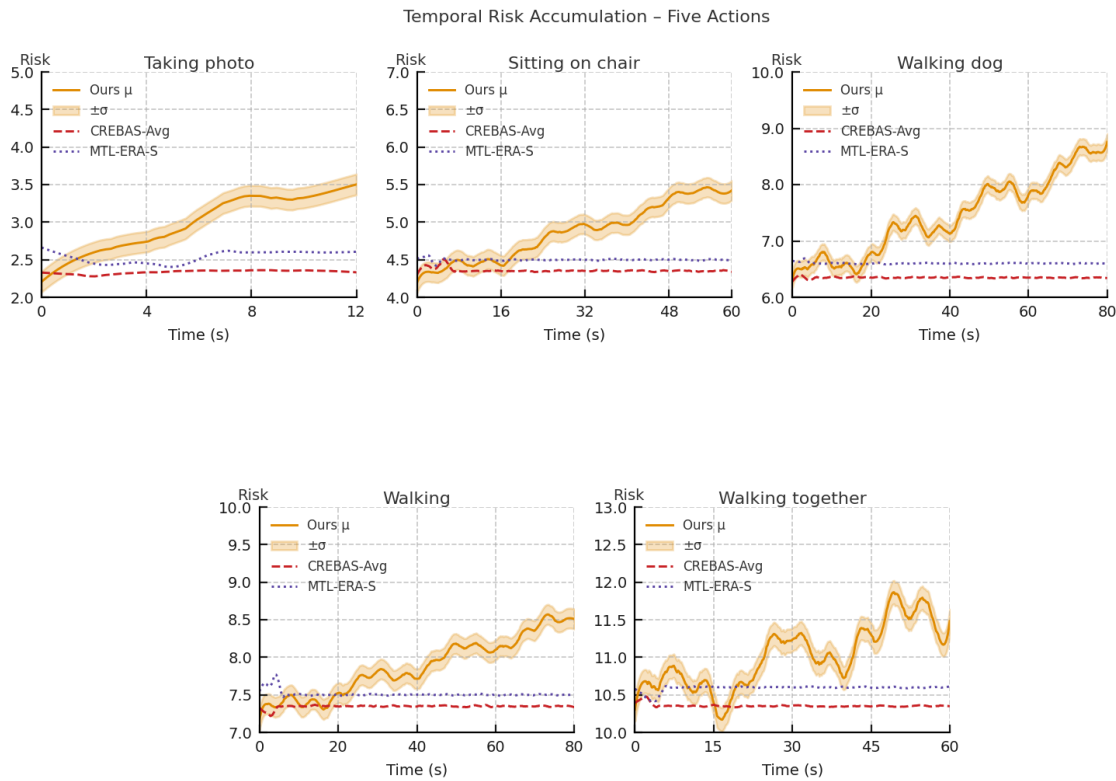 Temporal Risk Accumulation – Five Actions
Risk
Taking photo
5.0
4.5
4.0
3.5
3.0
2.5
2.0
Ours μ
±σ
CREBAS-Avg
MTL-ERA-S
0 4 8 12
Time (s)
Risk
Sitting on chair
7.0
6.5
6.0
5.5
5.0
4.5
4.0
Ours μ
±σ
CREBAS-Avg
MTL-ERA-S
0 16 32 48 60
Time (s)
Risk
Walking dog
10.0
9.0
8.0
7.0
6.0
Ours μ
±σ
CREBAS-Avg
MTL-ERA-S
0 20 40 60 80
Time (s)
Risk
Walking
10.0
9.5
9.0
8.5
8.0
7.5
7.0
Ours μ
±σ
CREBAS-Avg
MTL-ERA-S
0 20 40 60 80
Time (s)
Risk
Walking together
13.0
12.5
12.0
11.5
11.0
10.5
10.0
Ours μ
±σ
CREBAS-Avg
MTL-ERA-S
0 15 30 45 60
Time (s)